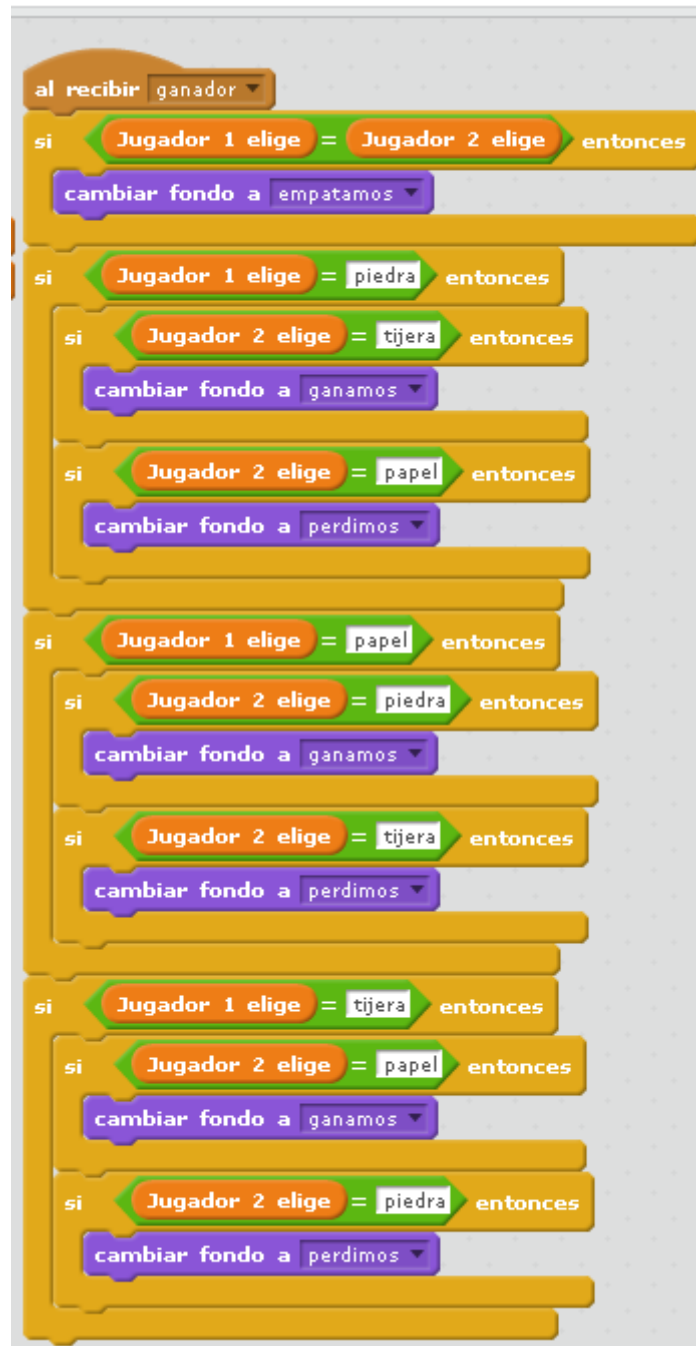 al recibir ganador
si Jugador 1 elige = Jugador 2 elige entonces
cambiar fondo a empatamos
si Jugador 1 elige = piedra entonces
si Jugador 2 elige = tijera entonces
cambiar fondo a ganamos
si Jugador 2 elige = papel entonces
cambiar fondo a perdimos
si Jugador 1 elige = papel entonces
si Jugador 2 elige = piedra entonces
cambiar fondo a ganamos
si Jugador 2 elige = tijera entonces
cambiar fondo a perdimos
si Jugador 1 elige = tijera entonces
si Jugador 2 elige = papel entonces
cambiar fondo a ganamos
si Jugador 2 elige = piedra entonces
cambiar fondo a perdimos